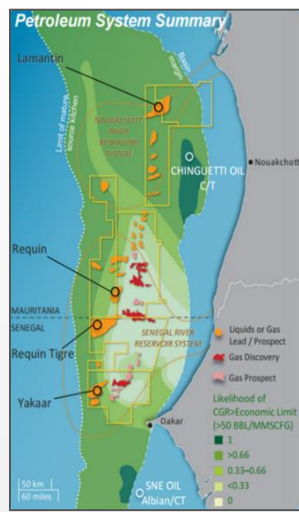 Petroleum System Summary
Lamantin
Basin
margin
Limit of mature
source kitchen
NOUAKCHOTT
RIVER
RESERVOIR
SYSTEM
CHINGUETTI OIL
C/T
Nouakchott
Requin
MAURITANIA
SENEGAL
SENEGAL RIVER
RESERVOIR SYSTEM
Requin Tigre
Yakaar
Dakar
SNE OIL
Albian/CT
50 km
60 miles
Liquids or Gas
Lead / Prospect
Gas Discovery
Gas Prospect
Likelihood of
CGR>Economic Limit
(>50 BBL/MMSCFG)
1
>0.66
0.33–0.66
<0.33
0